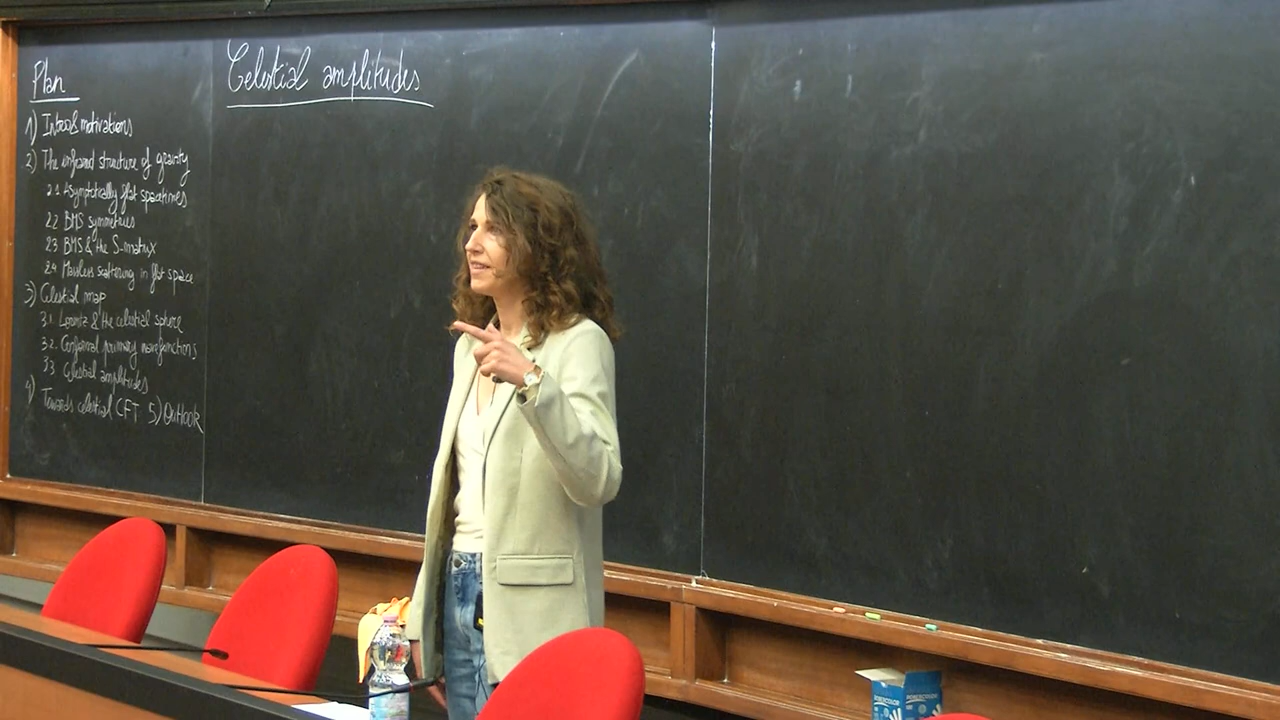 Plan
1) Intro & motivations
2) The infrared structure of gravity
2.1 Asymptotically flat spacetimes
2.2 BMS symmetries
2.3 BMS & the S-matrix
2.4 Massless scattering in flat space
3) Celestial map
3.1. Lorentz & the celestial sphere
3.2. Conformal primary wavefunctions
3.3 Celestial amplitudes
4) Towards celestial CFT 5) Outlook
Celestial amplitudes
ROBERCOLOR